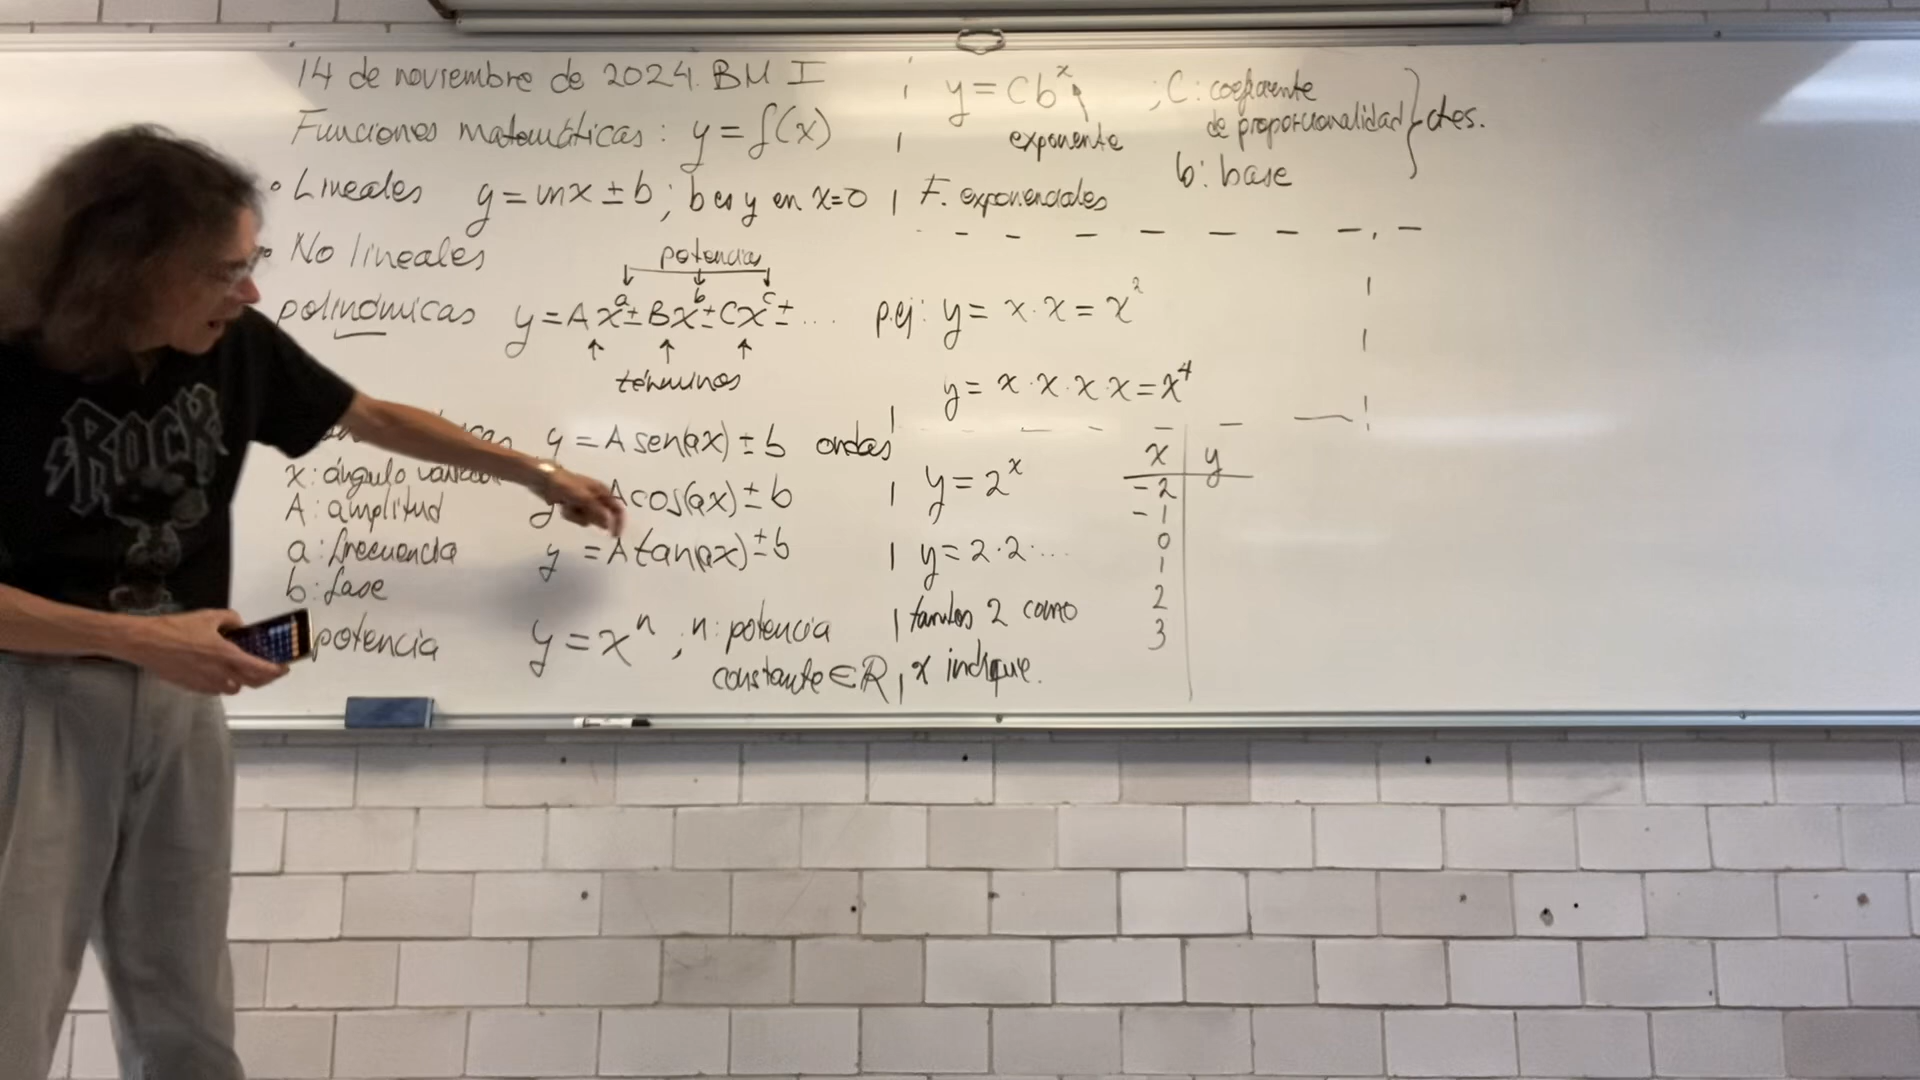 14 de noviembre de 2024. BM I
Funciones matemáticas: y = f(x)
• Lineales y = mx ± b ; b es y en x=0
• No lineales
potencias
polinómicas y = Ax^a ± Bx^b ± Cx^c ± ...
términos
y = A sen(ax) ± b ondas
x: ángulo
A cos(ax) ± b
A: amplitud
a: frecuencia y = A tan(ax) ± b
b: fase
potencia y = x^n ; n: potencia
constante ∈ R
y = Cb^x ; C: coeficiente
de proporcionalidad } ctes.
exponente
b: base
F. exponenciales
p.ej: y = x · x = x^2
y = x · x · x · x = x^4
y = 2^x
y = 2 · 2 · ...
tantos 2 como
x indique.
x y
-2
-1
0
1
2
3
ROCK